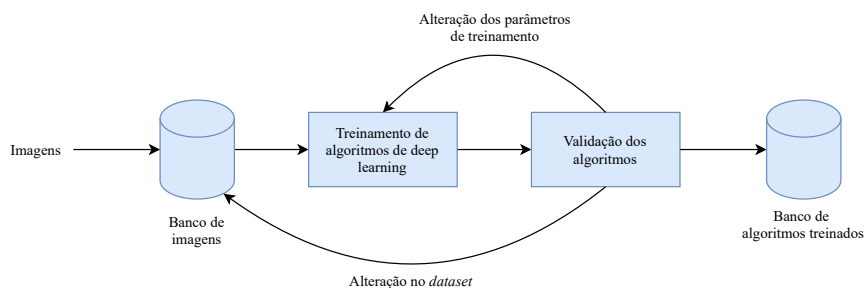 Alteração dos parâmetros
de treinamento
Imagens
Treinamento de
algoritmos de deep
learning
Validação dos
algoritmos
Banco de
imagens
Banco de
algoritmos treinados
Alteração no dataset